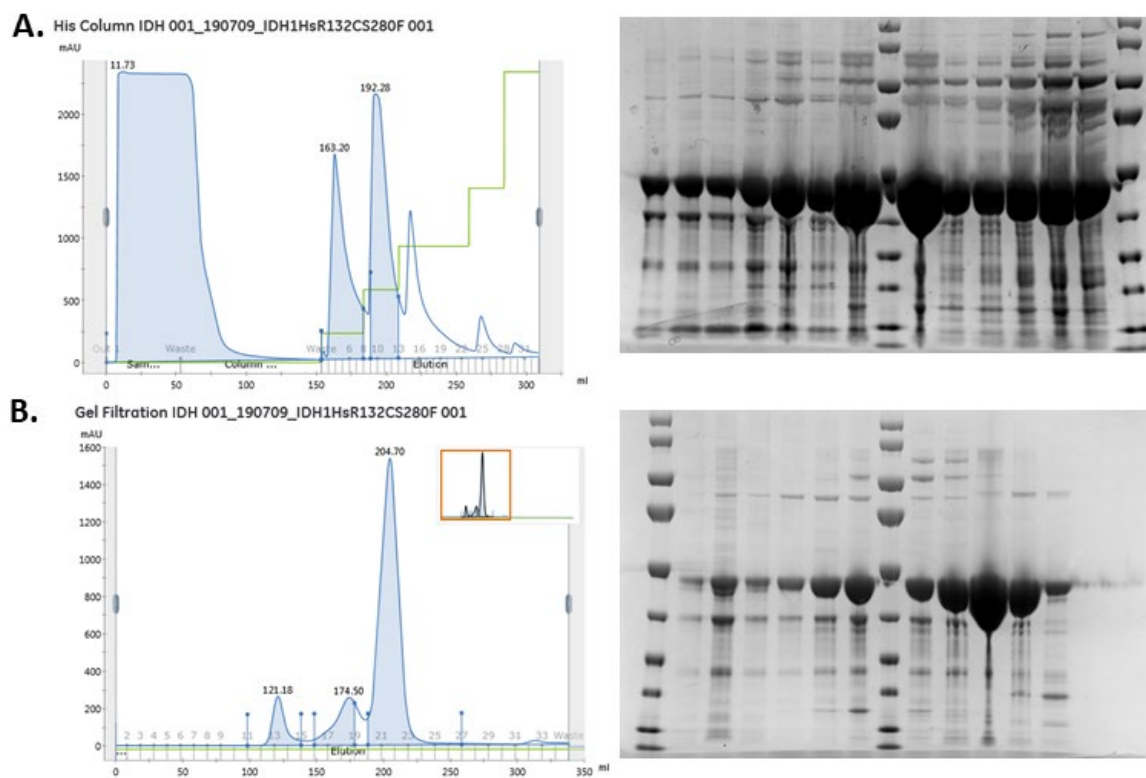 A. His Column IDH 001_190709_IDH1HsR132CS280F 001
mAU
11.73
192.28
163.20
2000
1500
1000
500
0
Out 1 Waste Waste 6 8 10 13 16 19 22 25 28 31
Sam... Column ... Elution
0 50 100 150 200 250 300
ml
B. Gel Filtration IDH 001_190709_IDH1HsR132CS280F 001
mAU
1600
204.70
1400
1200
1000
800
600
400
121.18 174.50
200
0
2 3 4 5 6 7 8 9 11 13 15 17 19 21 23 25 27 29 31 33 Waste
... Elution
0 50 100 150 200 250 300 350 ml